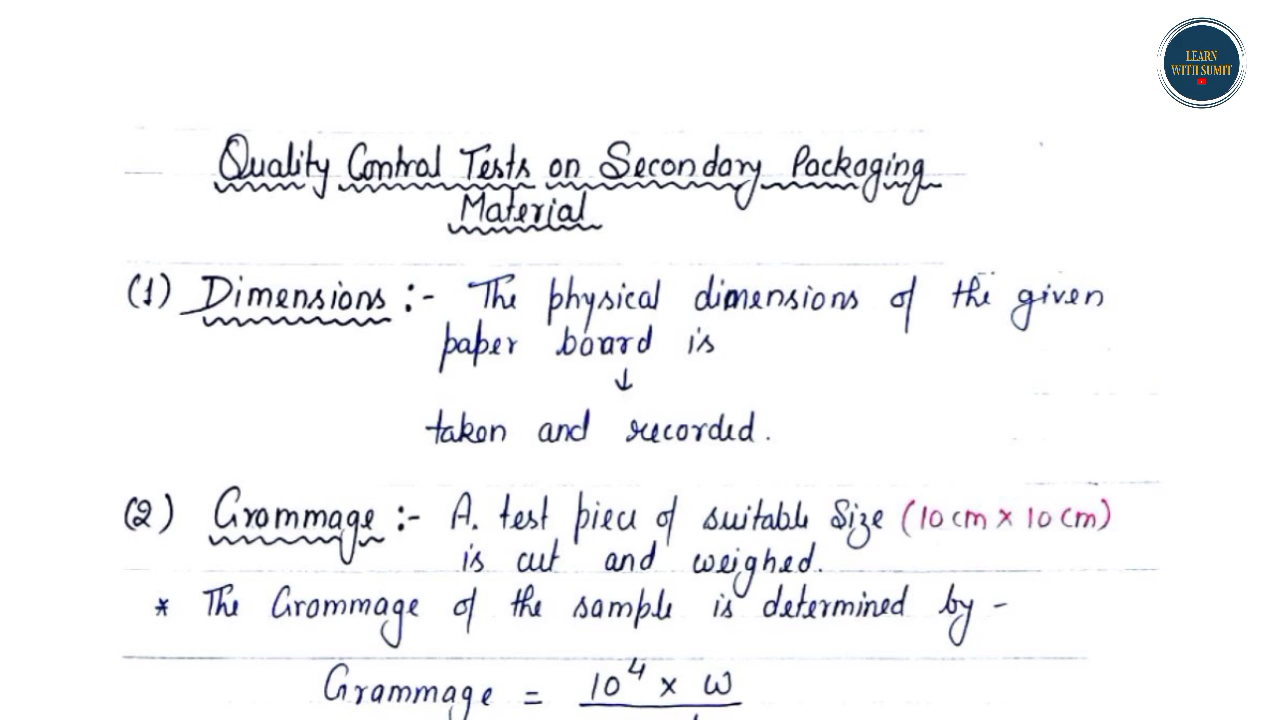 LEARN
WITH SUMIT
Quality Control Tests on Secondary Packaging
Material
(1) Dimensions :- The physical dimensions of the given
paper board is
↓
taken and recorded.
(2) Grammage :- A. test piece of suitable Size (10 cm x 10 cm)
is cut and weighed.
* The Grammage of the sample is determined by -
Grammage = 10⁴ x W